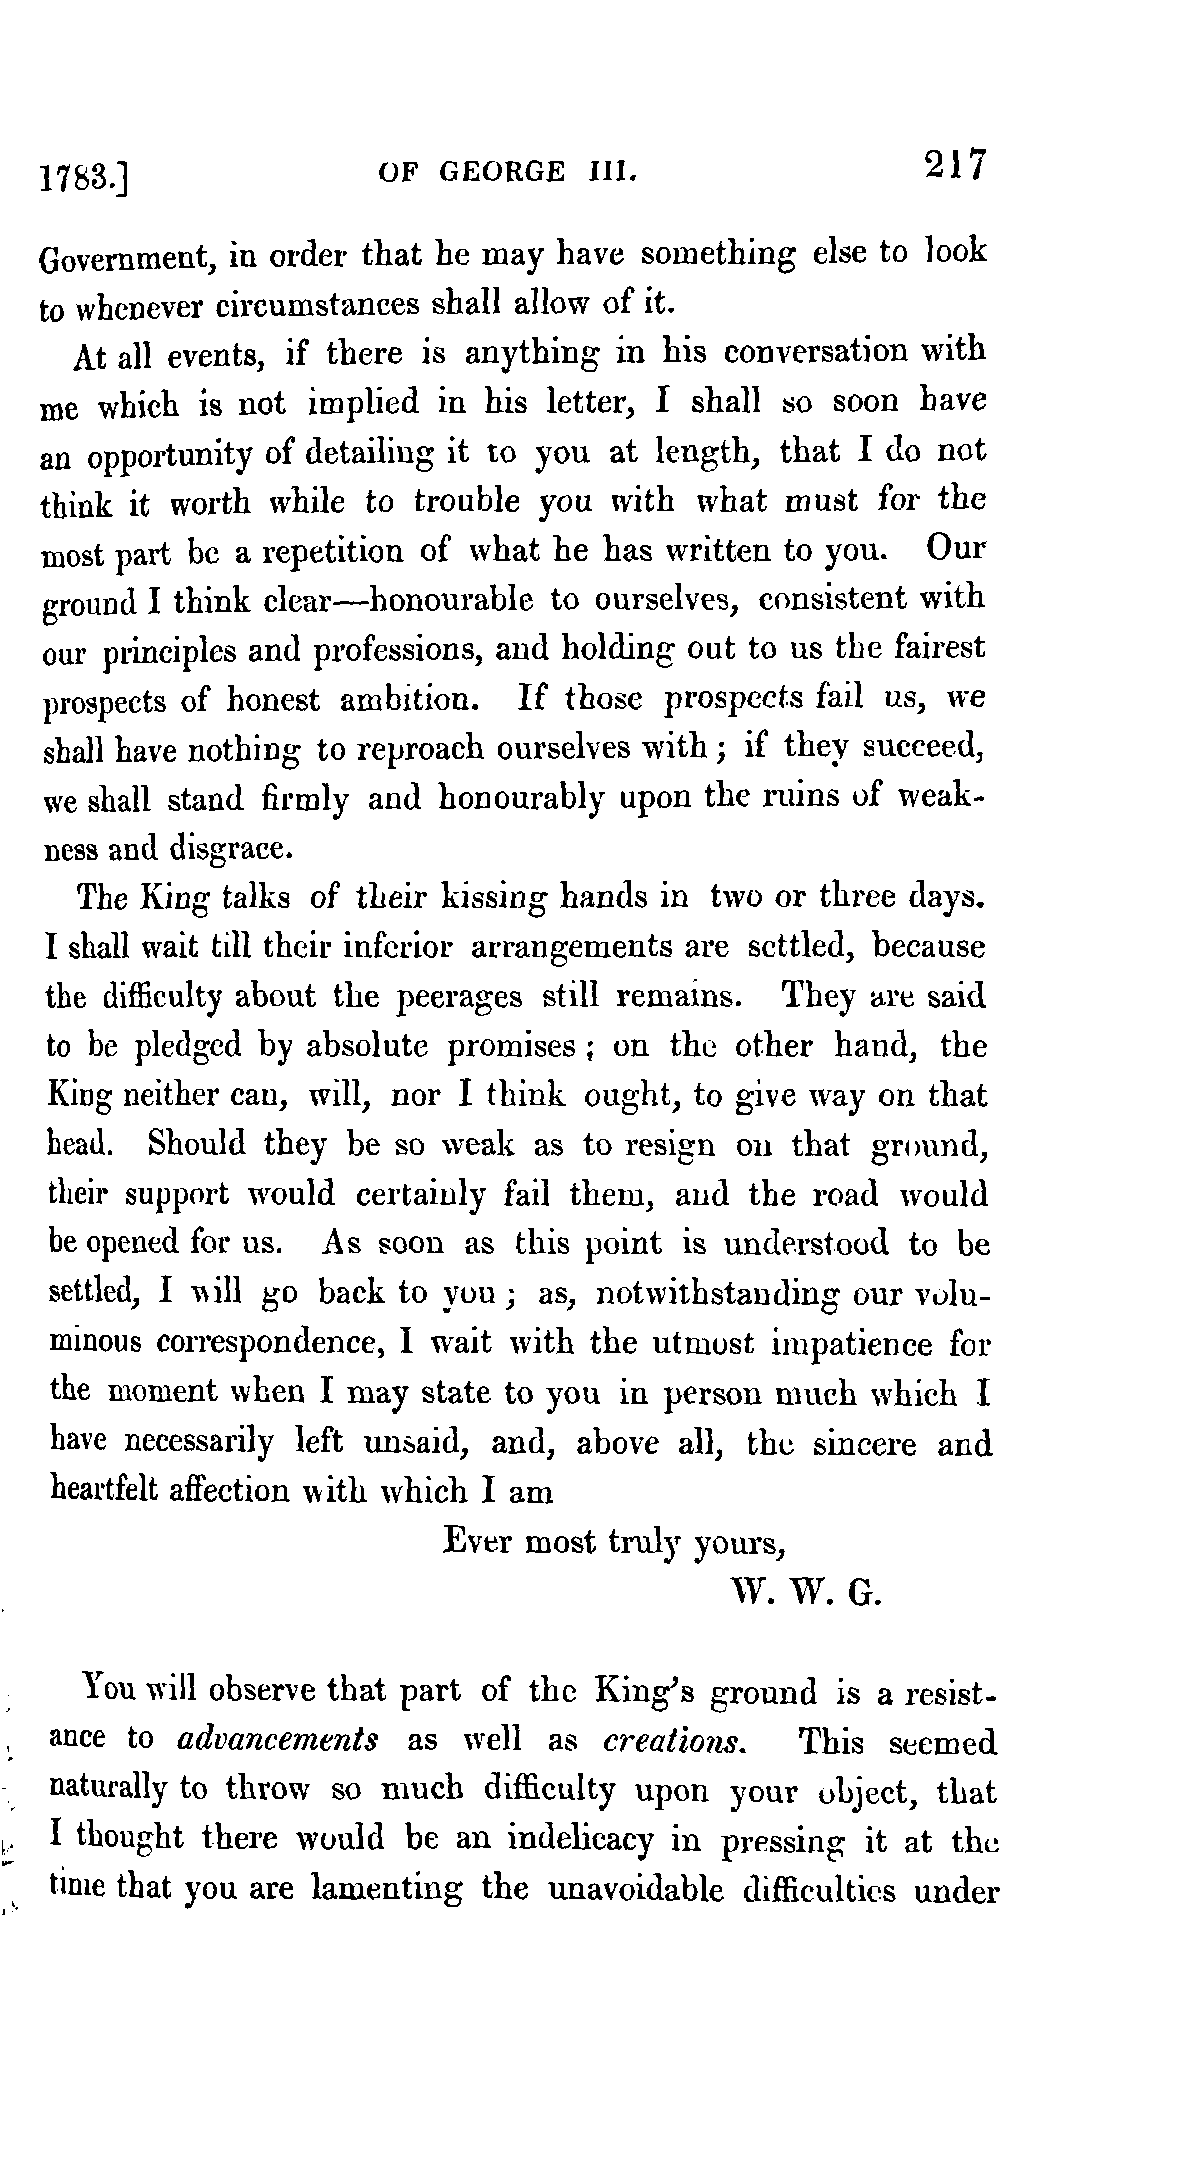 1783.] OF GEORGE III. 217
Government, in order that he may have something else to look
to whenever circumstances shall allow of it.
At all events, if there is anything in his conversation with
me which is not implied in his letter, I shall so soon have
an opportunity of detailing it to you at length, that I do not
think it worth while to trouble you with what must for the
most part be a repetition of what he has written to you. Our
ground I think clear—honourable to ourselves, consistent with
our principles and professions, and holding out to us the fairest
prospects of honest ambition. If those prospects fail us, we
shall have nothing to reproach ourselves with ; if they succeed,
we shall stand firmly and honourably upon the ruins of weak-
ness and disgrace.
The King talks of their kissing hands in two or three days.
I shall wait till their inferior arrangements are settled, because
the difficulty about the peerages still remains. They are said
to be pledged by absolute promises ; on the other hand, the
King neither can, will, nor I think ought, to give way on that
head. Should they be so weak as to resign on that ground,
their support would certainly fail them, and the road would
be opened for us. As soon as this point is understood to be
settled, I will go back to you ; as, notwithstanding our volu-
minous correspondence, I wait with the utmost impatience for
the moment when I may state to you in person much which I
have necessarily left unsaid, and, above all, the sincere and
heartfelt affection with which I am
Ever most truly yours,
W. W. G.
You will observe that part of the King's ground is a resist-
ance to advancements as well as creations. This seemed
naturally to throw so much difficulty upon your object, that
I thought there would be an indelicacy in pressing it at the
time that you are lamenting the unavoidable difficulties under